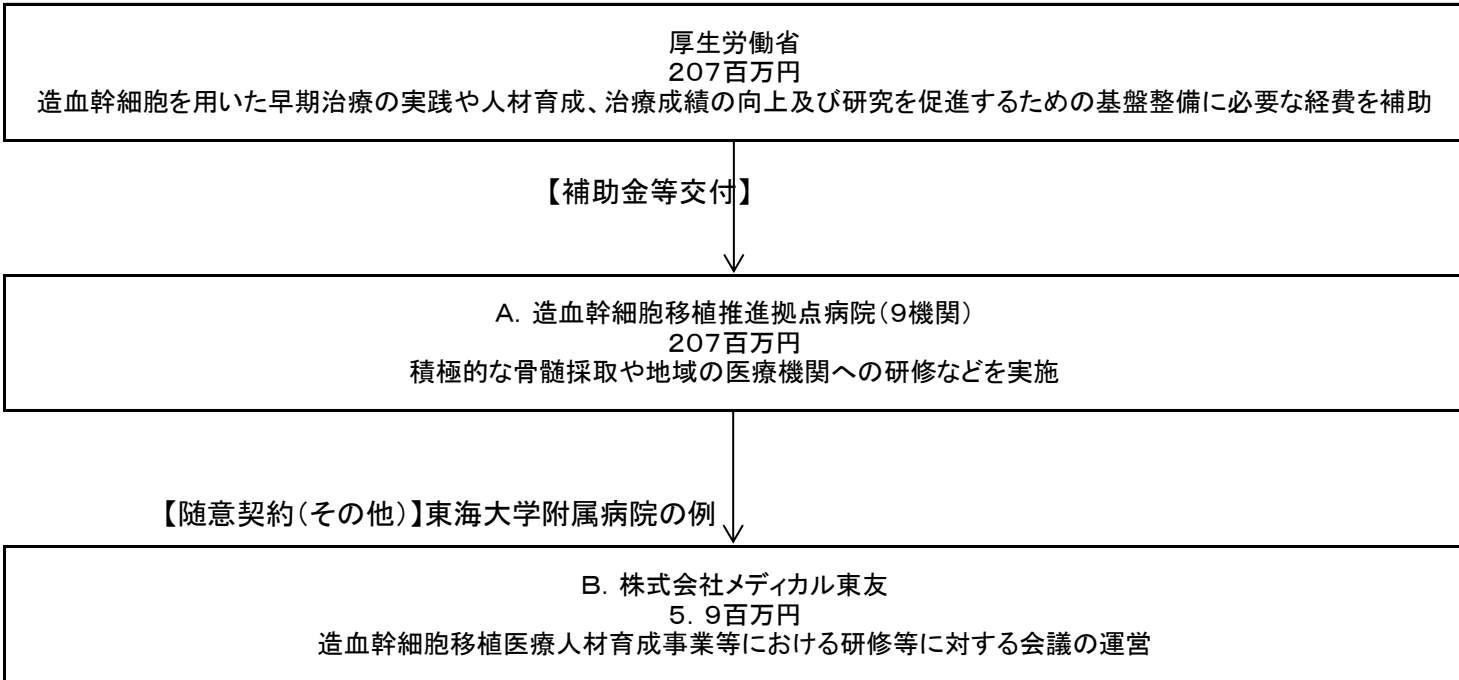 厚生労働省
207百万円
造血幹細胞を用いた早期治療の実践や人材育成、治療成績の向上及び研究を促進するための基盤整備に必要な経費を補助
【補助金等交付】
A．造血幹細胞移植推進拠点病院（9機関）
207百万円
積極的な骨髄採取や地域の医療機関への研修などを実施
【随意契約（その他）】東海大学附属病院の例
B．株式会社メディカル東友
5．9百万円
造血幹細胞移植医療人材育成事業等における研修等に対する会議の運営